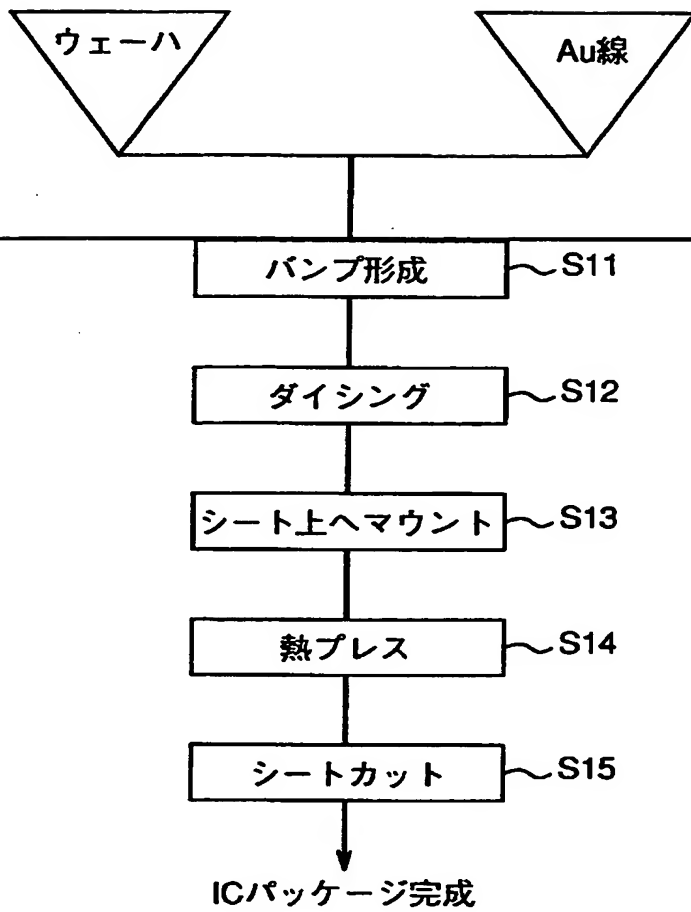 ウェーハ
Au線
バンプ形成 S11
ダイシング S12
シート上へマウント S13
熱プレス S14
シートカット S15
ICパッケージ完成